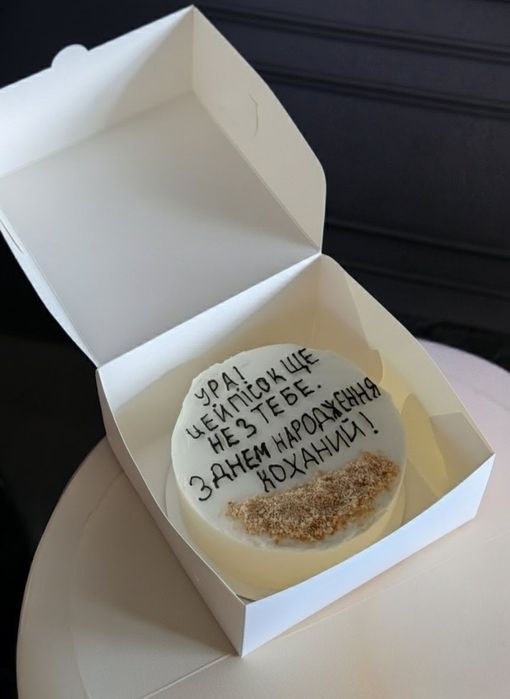 УРА!
ЦЕЙ ПІСОК ЩЕ
НЕ З ТЕБЕ.
З ДНЕМ НАРОДЖЕННЯ
КОХАНИЙ!